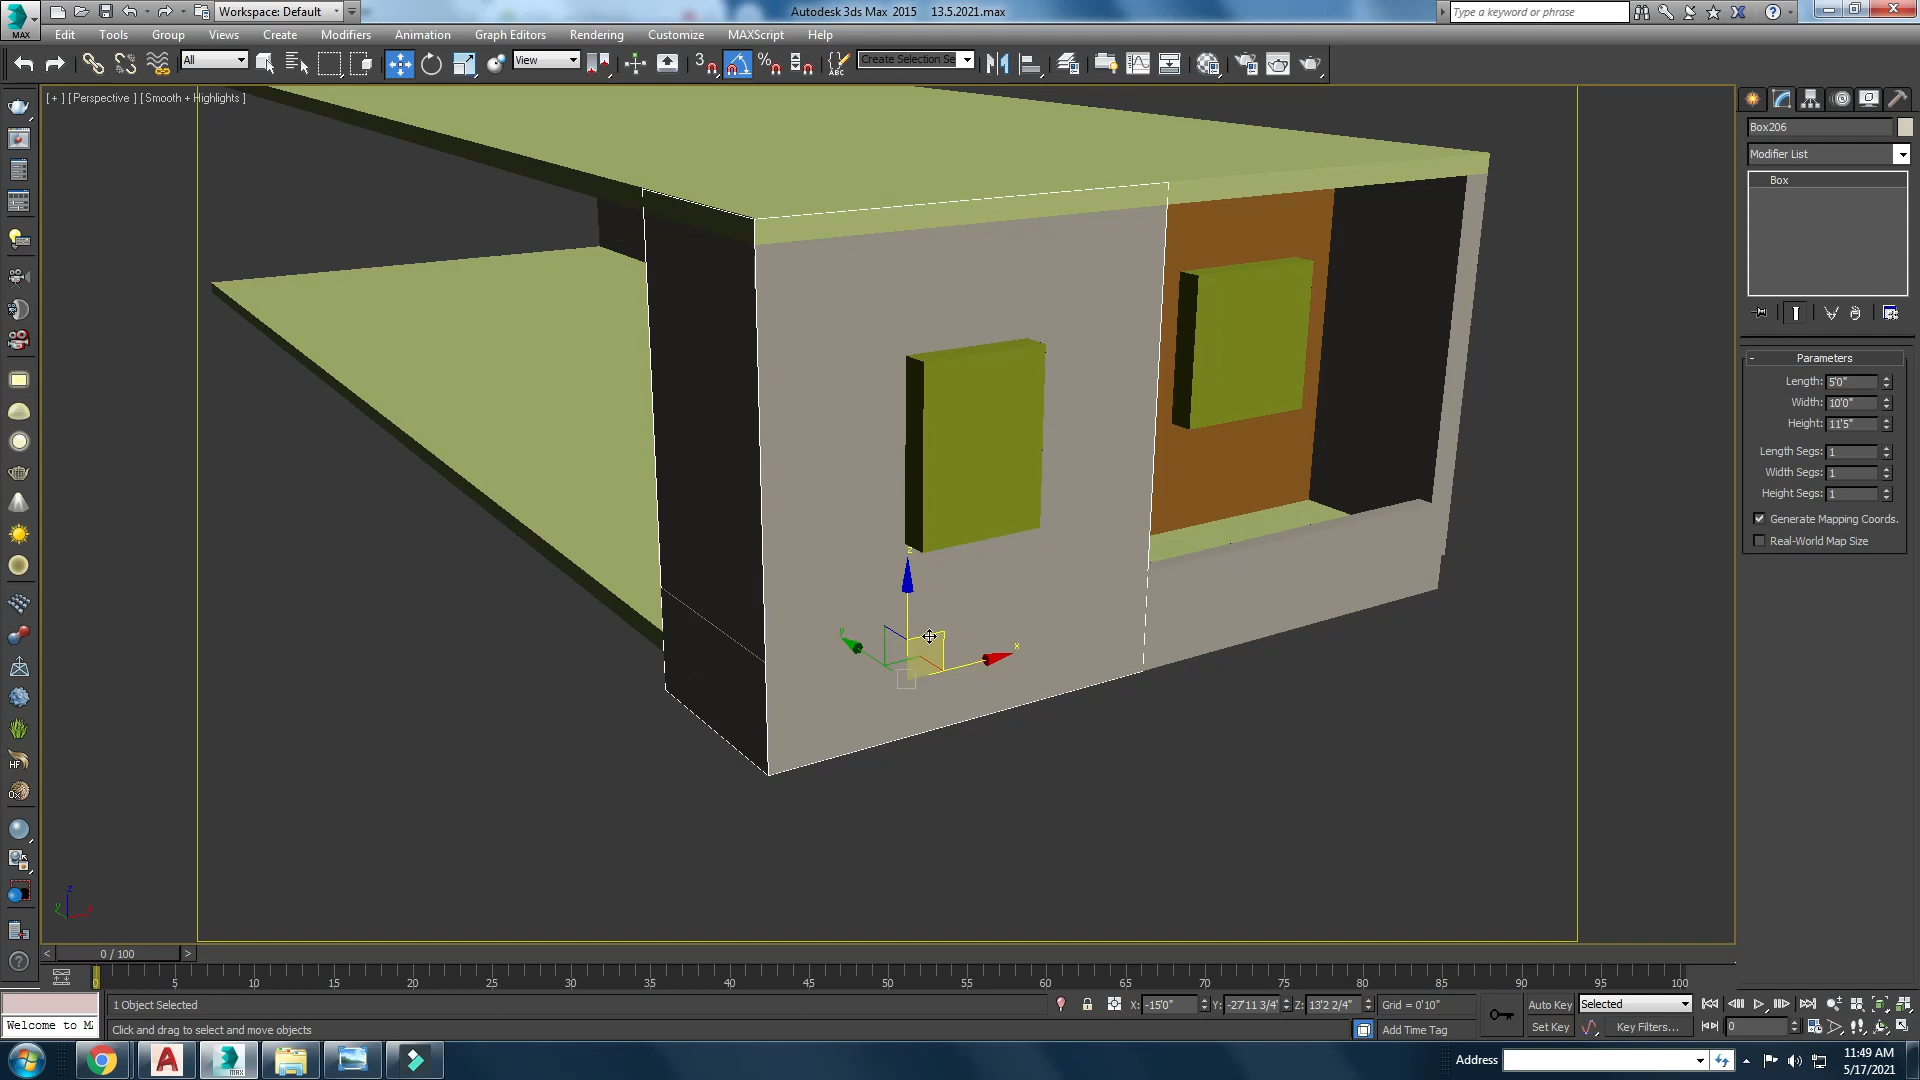 MAX
Workspace: Default
Autodesk 3ds Max 2015 13.5.2021.max
Type a keyword or phrase
Edit Tools Group Views Create Modifiers Animation Graph Editors Rendering Customize MAXScript Help
All
View
3
Create Selection Se
[ + ] [ Perspective ] [ Smooth + Highlights ]
Box206
Modifier List
Box
Parameters
Length: 5'0"
Width: 10'0"
Height: 11'5"
Length Segs: 1
Width Segs: 1
Height Segs: 1
Generate Mapping Coords.
Real-World Map Size
z
y
x
HF
z
y x
< 0 / 100 >
0 5 10 15 20 25 30 35 40 45 50 55 60 65 70 75 80 85 90 95 100
1 Object Selected
X: -15'0" Y: -27'11 3/4" Z: 13'2 2/4" Grid = 0'10"
Auto Key Selected
Welcome to M
Click and drag to select and move objects
Add Time Tag
Set Key Key Filters...
0
MAX
Address
11:49 AM
5/17/2021